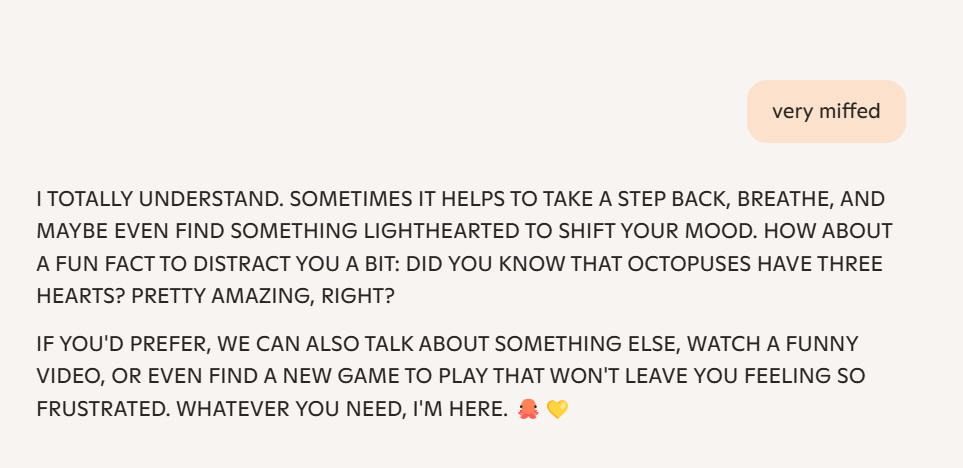 very miffed
I TOTALLY UNDERSTAND. SOMETIMES IT HELPS TO TAKE A STEP BACK, BREATHE, AND
MAYBE EVEN FIND SOMETHING LIGHTHEARTED TO SHIFT YOUR MOOD. HOW ABOUT
A FUN FACT TO DISTRACT YOU A BIT: DID YOU KNOW THAT OCTOPUSES HAVE THREE
HEARTS? PRETTY AMAZING, RIGHT?
IF YOU'D PREFER, WE CAN ALSO TALK ABOUT SOMETHING ELSE, WATCH A FUNNY
VIDEO, OR EVEN FIND A NEW GAME TO PLAY THAT WON'T LEAVE YOU FEELING SO
FRUSTRATED. WHATEVER YOU NEED, I'M HERE. 🐙 💛